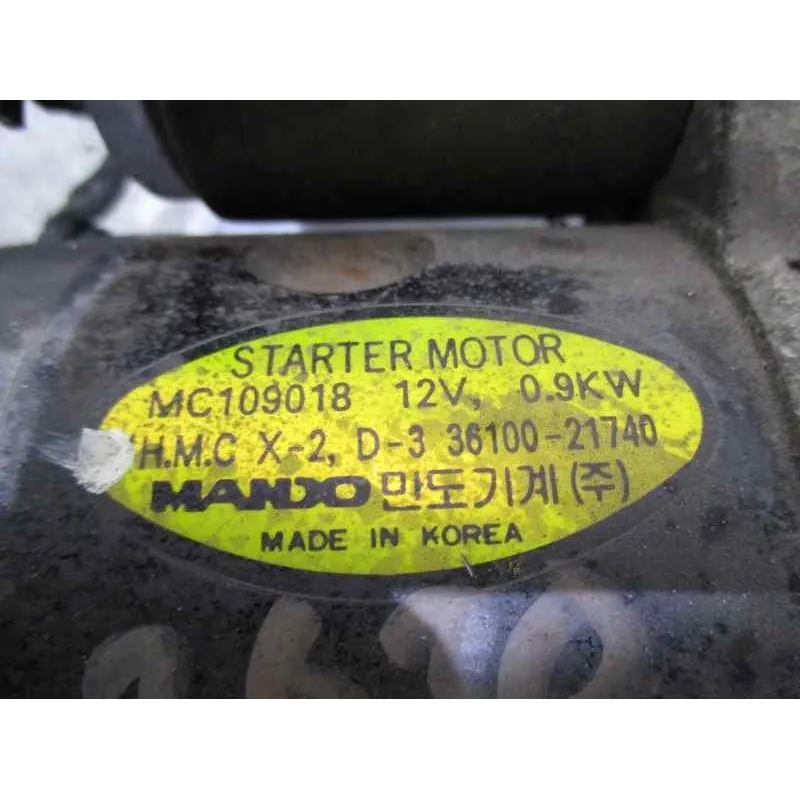 STARTER MOTOR
MC109018 12V, 0.9KW
H.M.C X-2, D-3 36100-21740
MANDO 만도기계(주)
MADE IN KOREA